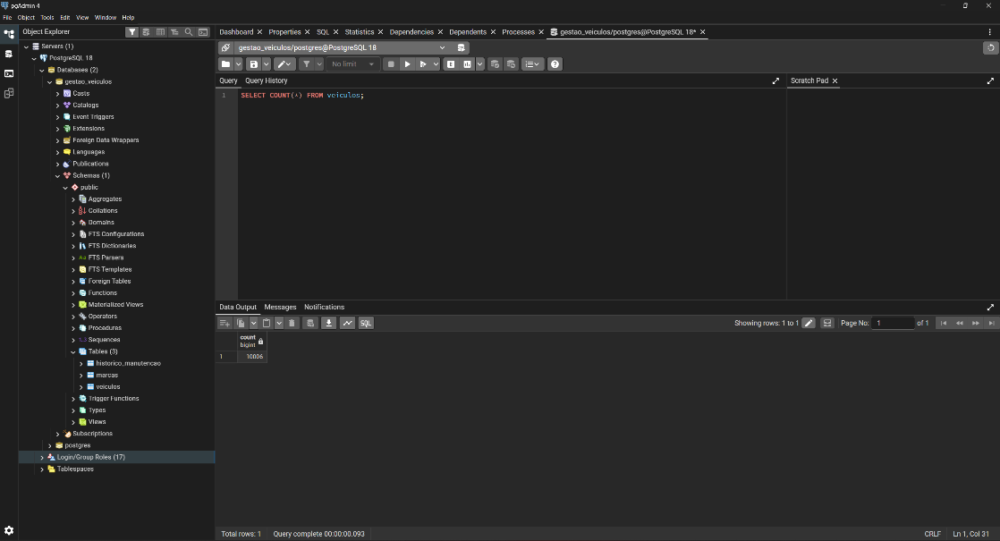 pgAdmin 4
File Object Tools Edit View Window Help
Object Explorer
Servers (1)
PostgreSQL 18
Databases (2)
gestao_veiculos
Casts
Catalogs
Event Triggers
Extensions
Foreign Data Wrappers
Languages
Publications
Schemas (1)
public
Aggregates
Collations
Domains
FTS Configurations
FTS Dictionaries
Aa FTS Parsers
FTS Templates
Foreign Tables
Functions
Materialized Views
Operators
Procedures
1..3 Sequences
Tables (3)
historico_manutencao
marcas
veiculos
Trigger Functions
Types
Views
Subscriptions
postgres
Login/Group Roles (17)
Tablespaces
Dashboard Properties SQL Statistics Dependencies Dependents Processes gestao_veiculos/postgres@PostgreSQL 18*
gestao_veiculos/postgres@PostgreSQL 18
No limit E
Query Query History
Scratch Pad
1 SELECT COUNT(*) FROM veiculos;
Data Output Messages Notifications
SQL Showing rows: 1 to 1 Page No: 1 of 1
count
bigint
1 10006
Total rows: 1 Query complete 00:00:00.093 CRLF Ln 1, Col 31